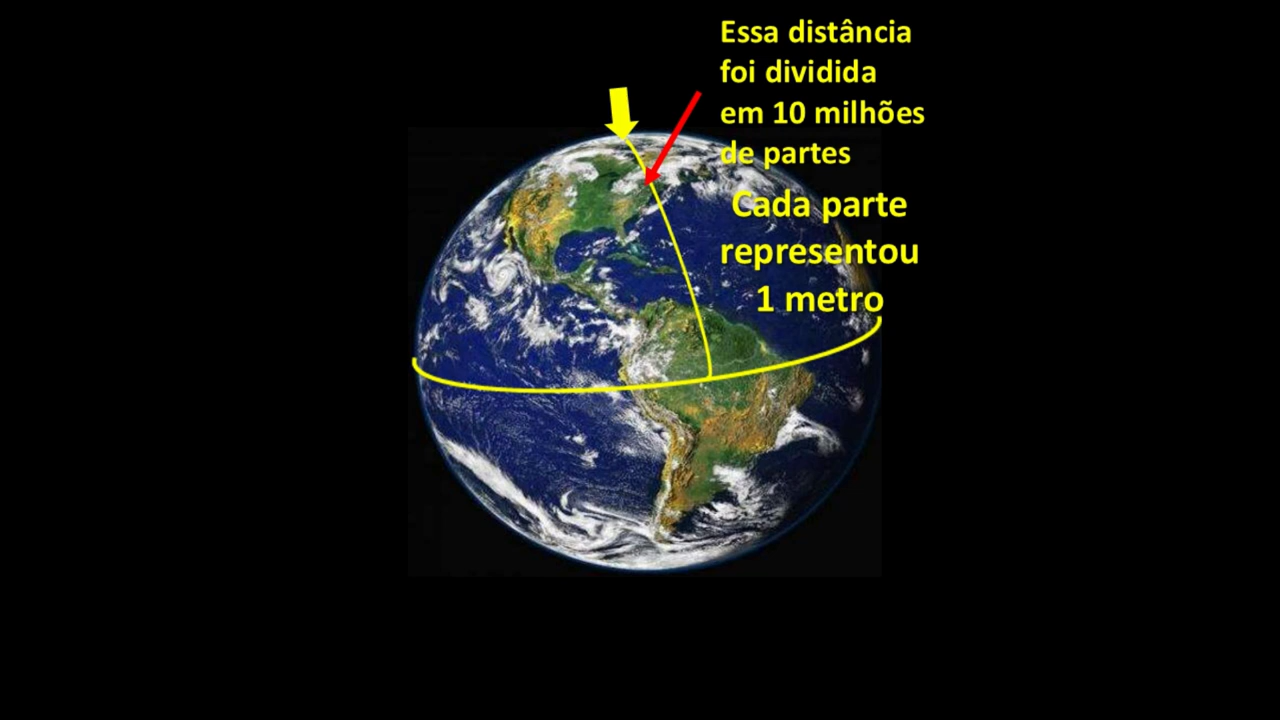 Essa distância
foi dividida
em 10 milhões
de partes
Cada parte
representou
1 metro